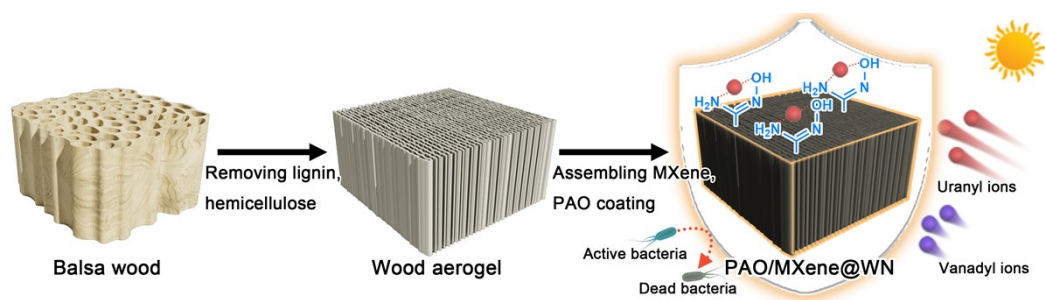 Balsa wood
Removing lignin,
hemicellulose
Wood aerogel
Assembling MXene,
PAO coating
H₂N
OH
N
H₂N
OH
N
H₂N
OH
N
Active bacteria
Dead bacteria
PAO/MXene@WN
Uranyl ions
Vanadyl ions